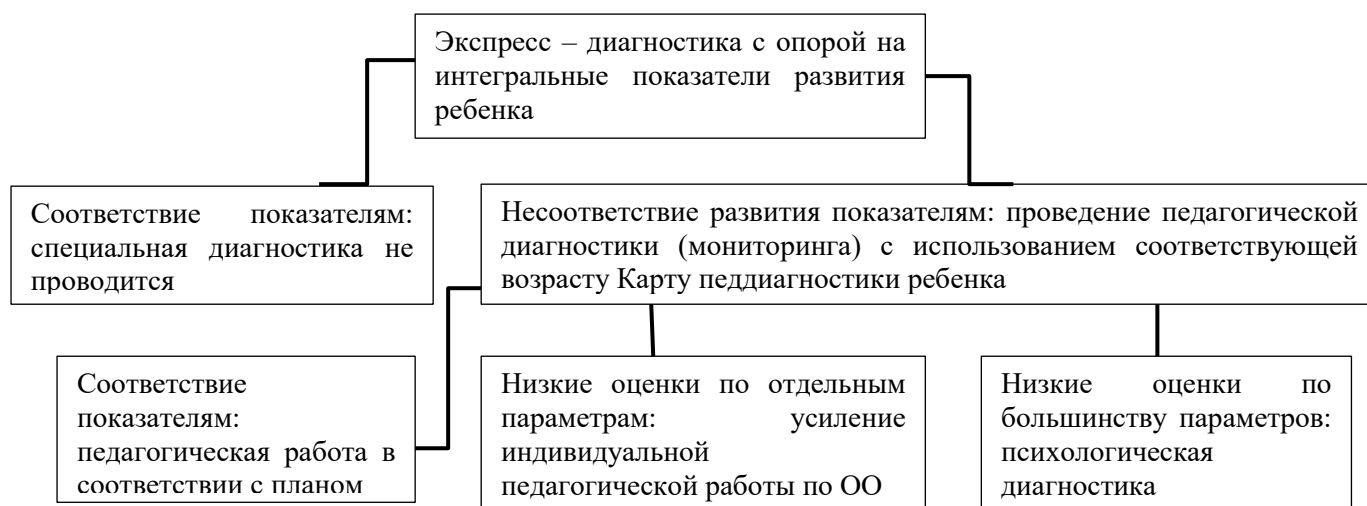 Экспресс – диагностика с опорой на
интегральные показатели развития
ребенка
Соответствие показателям:
специальная диагностика не
проводится
Несоответствие развития показателям: проведение педагогической
диагностики (мониторинга) с использованием соответствующей
возрасту Карту педдиагностики ребенка
Соответствие
показателям:
педагогическая работа в
соответствии с планом
Низкие оценки по отдельным
параметрам: усиление
индивидуальной
педагогической работы по ОО
Низкие оценки по
большинству параметров:
психологическая
диагностика